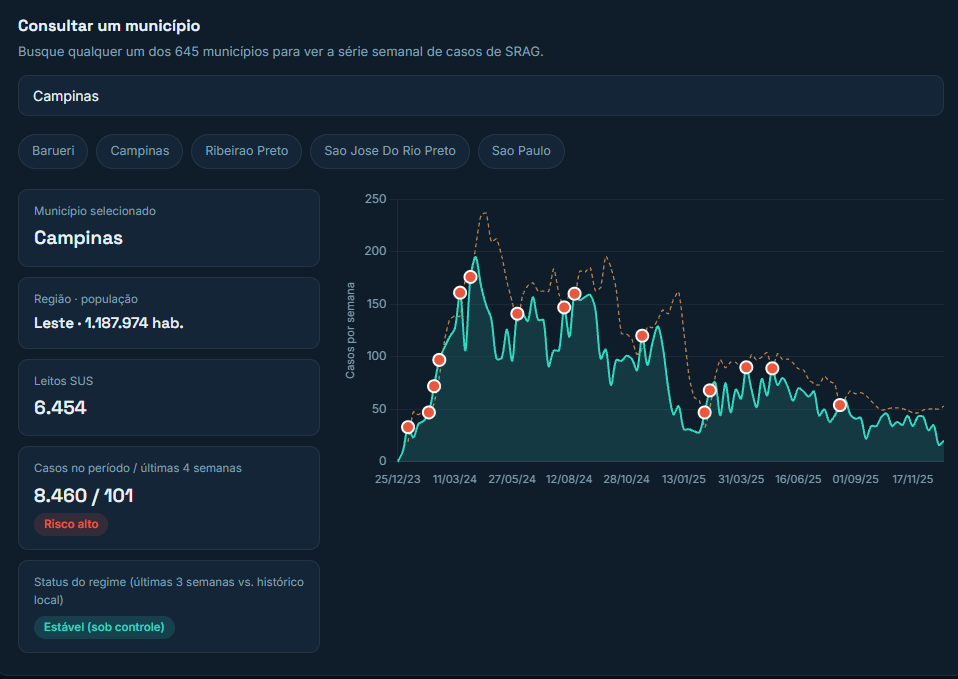 Consultar um município
Busque qualquer um dos 645 municípios para ver a série semanal de casos de SRAG.
Campinas
Barueri
Campinas
Ribeirao Preto
Sao Jose Do Rio Preto
Sao Paulo
Município selecionado
Campinas
Região · população
Leste · 1.187.974 hab.
Leitos SUS
6.454
Casos no período / últimas 4 semanas
8.460 / 101
Risco alto
Status do regime (últimas 3 semanas vs. histórico
local)
Estável (sob controle)
Casos por semana
250
200
150
100
50
0
25/12/23
11/03/24
27/05/24
12/08/24
28/10/24
13/01/25
31/03/25
16/06/25
01/09/25
17/11/25